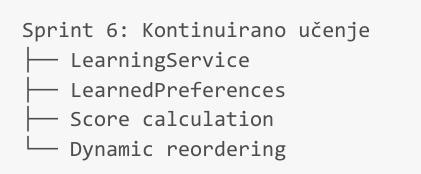 Sprint 6: Kontinuirano učenje
├── LearningService
├── LearnedPreferences
├── Score calculation
└── Dynamic reordering